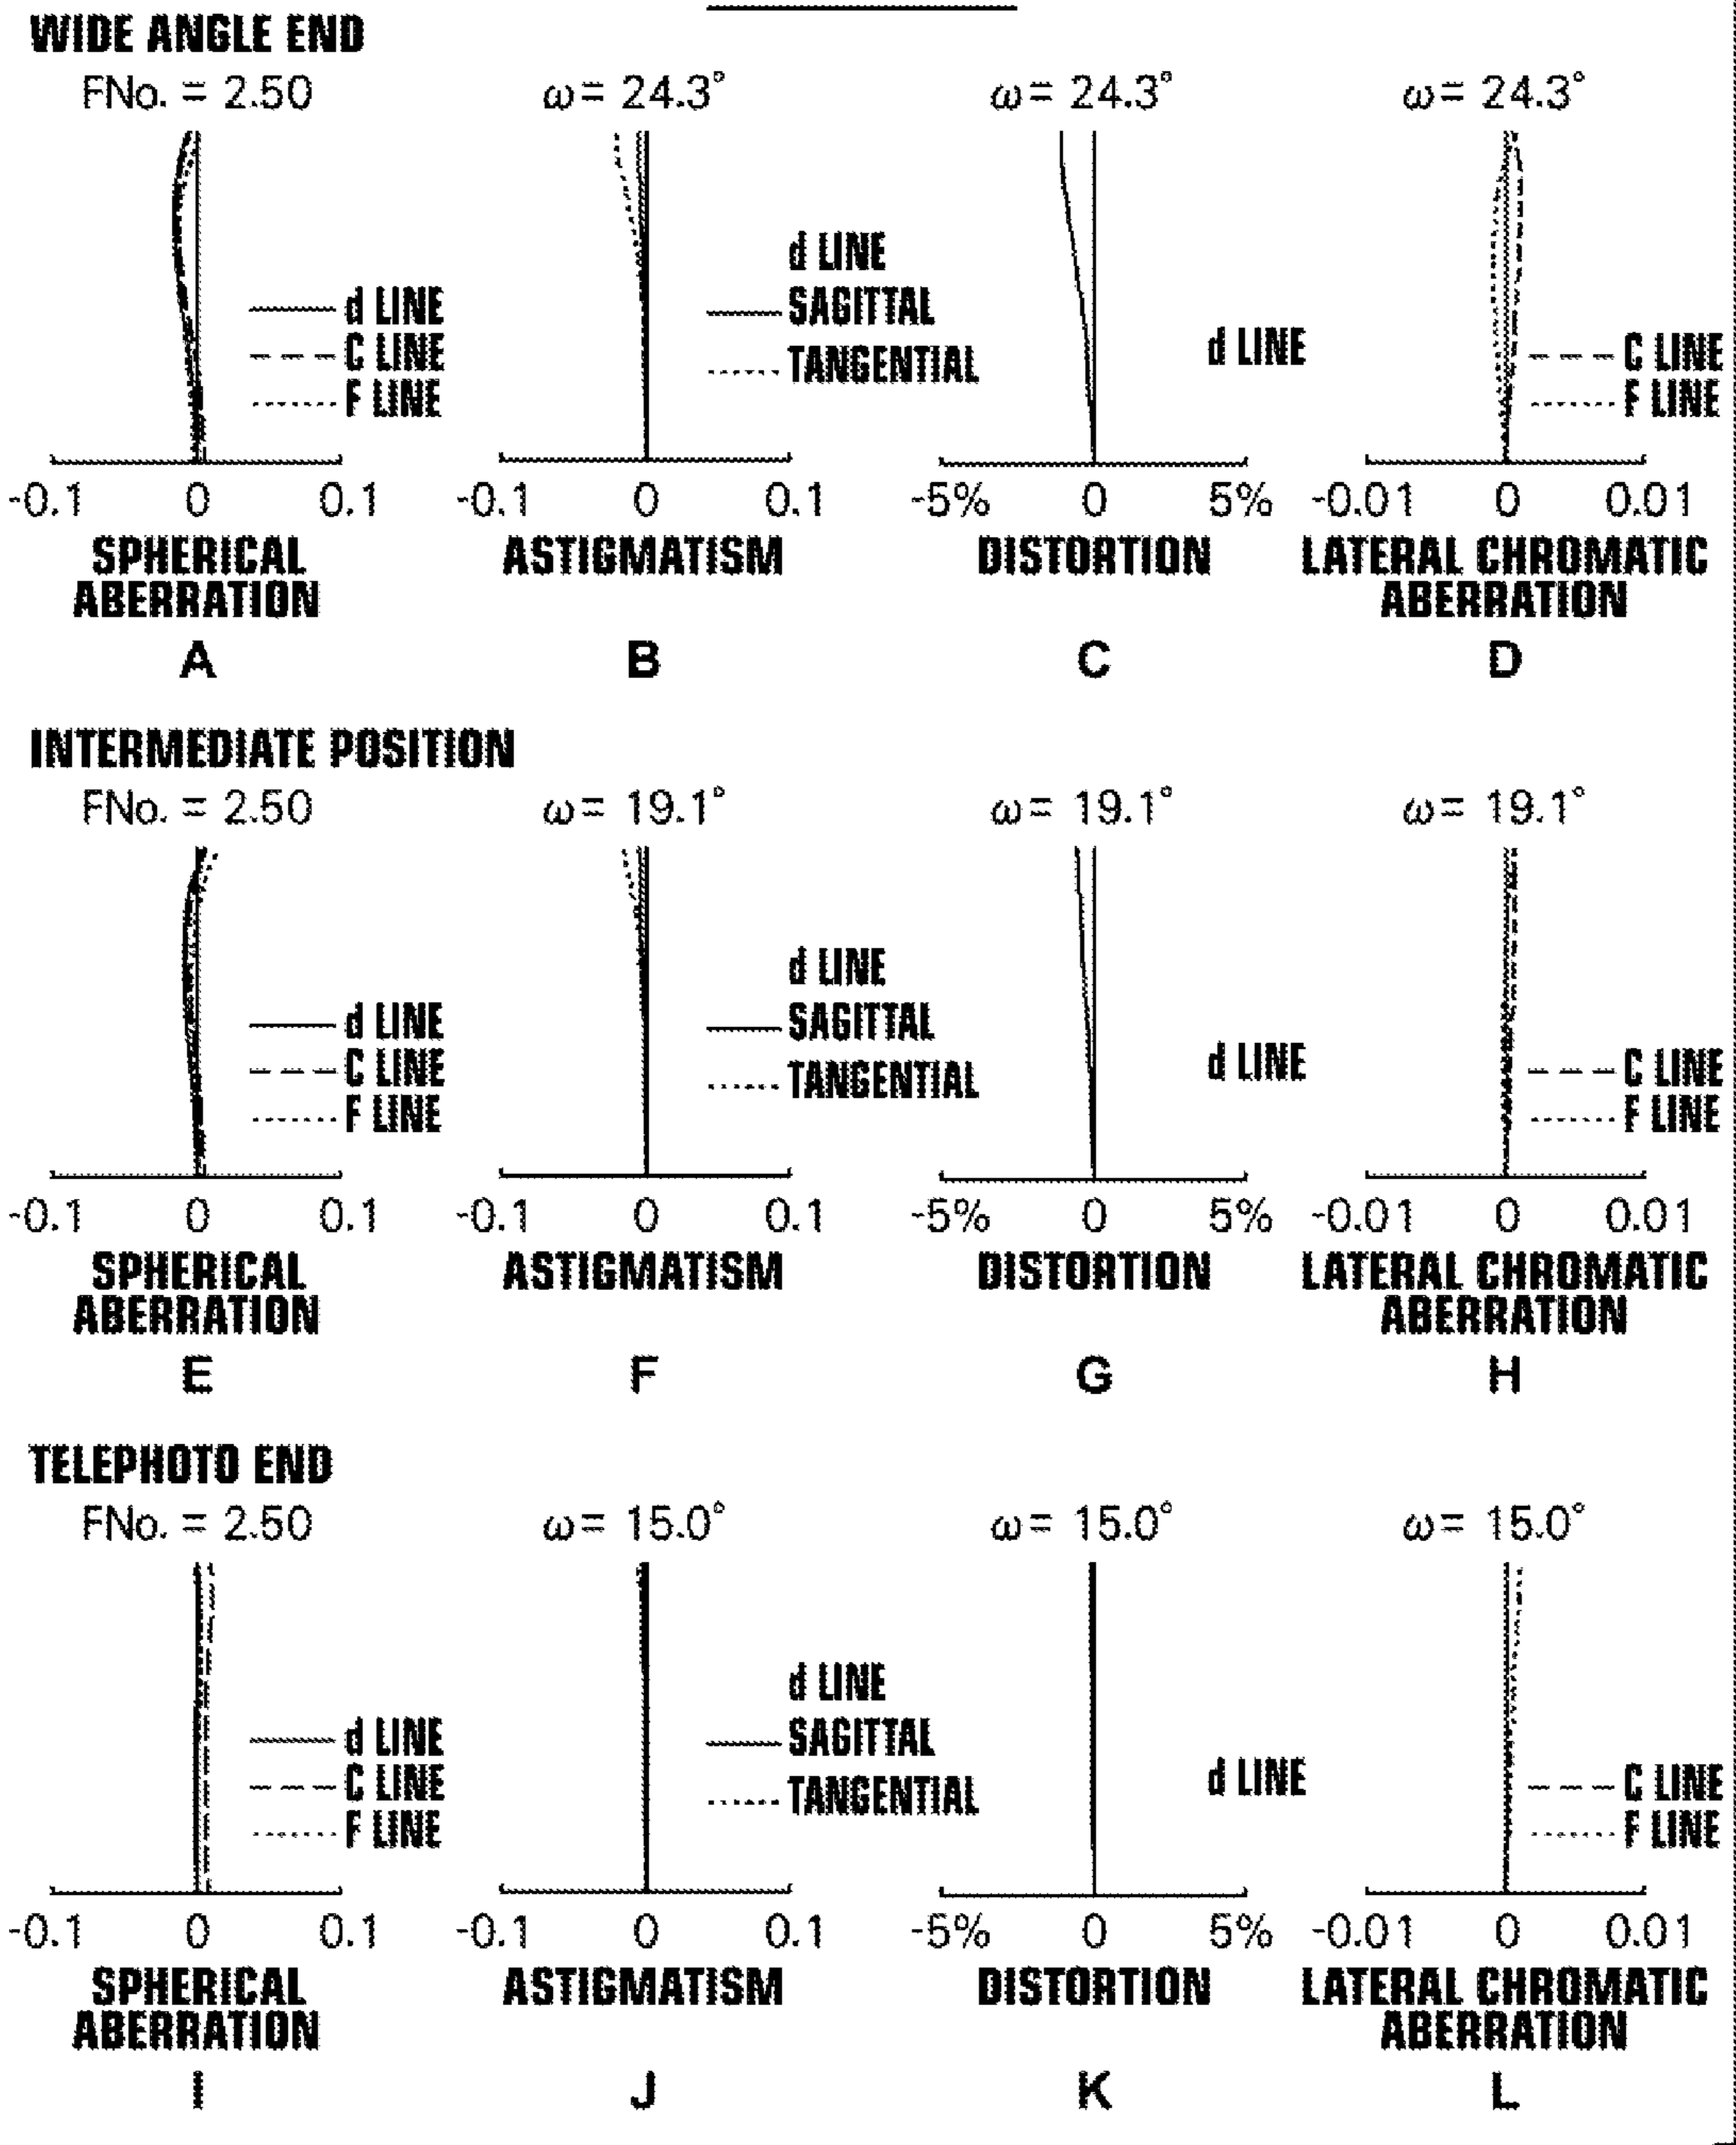 WIDE ANGLE END
FNo. = 2.50
ω= 24.3°
ω= 24.3°
ω= 24.3°
d LINE
C LINE
F LINE
d LINE
SAGITTAL
TANGENTIAL
d LINE
C LINE
F LINE
-0.1 0 0.1
-0.1 0 0.1
-5% 0 5%
-0.01 0 0.01
SPHERICAL
ABERRATION
ASTIGMATISM
DISTORTION
LATERAL CHROMATIC
ABERRATION
A
B
C
D
INTERMEDIATE POSITION
FNo. = 2.50
ω= 19.1°
ω= 19.1°
ω= 19.1°
d LINE
C LINE
F LINE
d LINE
SAGITTAL
TANGENTIAL
d LINE
C LINE
F LINE
-0.1 0 0.1
-0.1 0 0.1
-5% 0 5%
-0.01 0 0.01
SPHERICAL
ABERRATION
ASTIGMATISM
DISTORTION
LATERAL CHROMATIC
ABERRATION
E
F
G
H
TELEPHOTO END
FNo. = 2.50
ω= 15.0°
ω= 15.0°
ω= 15.0°
d LINE
C LINE
F LINE
d LINE
SAGITTAL
TANGENTIAL
d LINE
C LINE
F LINE
-0.1 0 0.1
-0.1 0 0.1
-5% 0 5%
-0.01 0 0.01
SPHERICAL
ABERRATION
ASTIGMATISM
DISTORTION
LATERAL CHROMATIC
ABERRATION
I
J
K
L